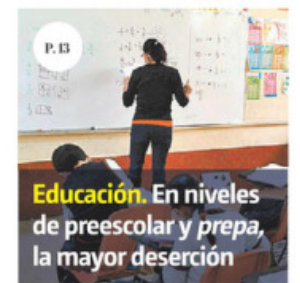 P. 13
Educación. En niveles
de preescolar y prepa,
la mayor deserción